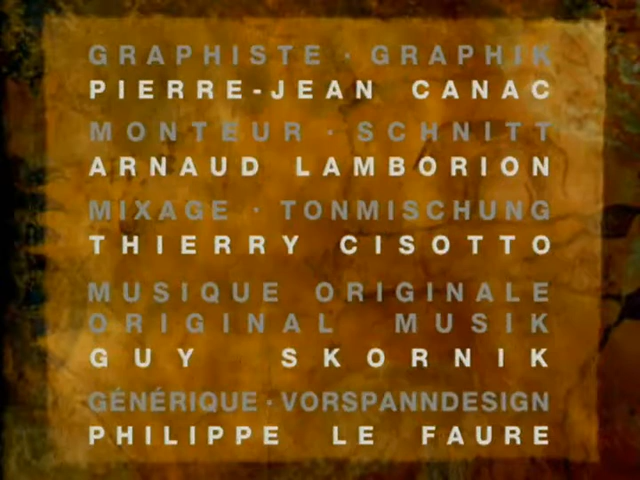 GRAPHISTE · GRAPHIK
PIERRE-JEAN CANAC
MONTEUR · SCHNITT
ARNAUD LAMBORION
MIXAGE · TONMISCHUNG
THIERRY CISOTTO
MUSIQUE ORIGINALE
ORIGINAL MUSIK
GUY SKORNIK
GÉNÉRIQUE · VORSPANNDESIGN
PHILIPPE LE FAURE